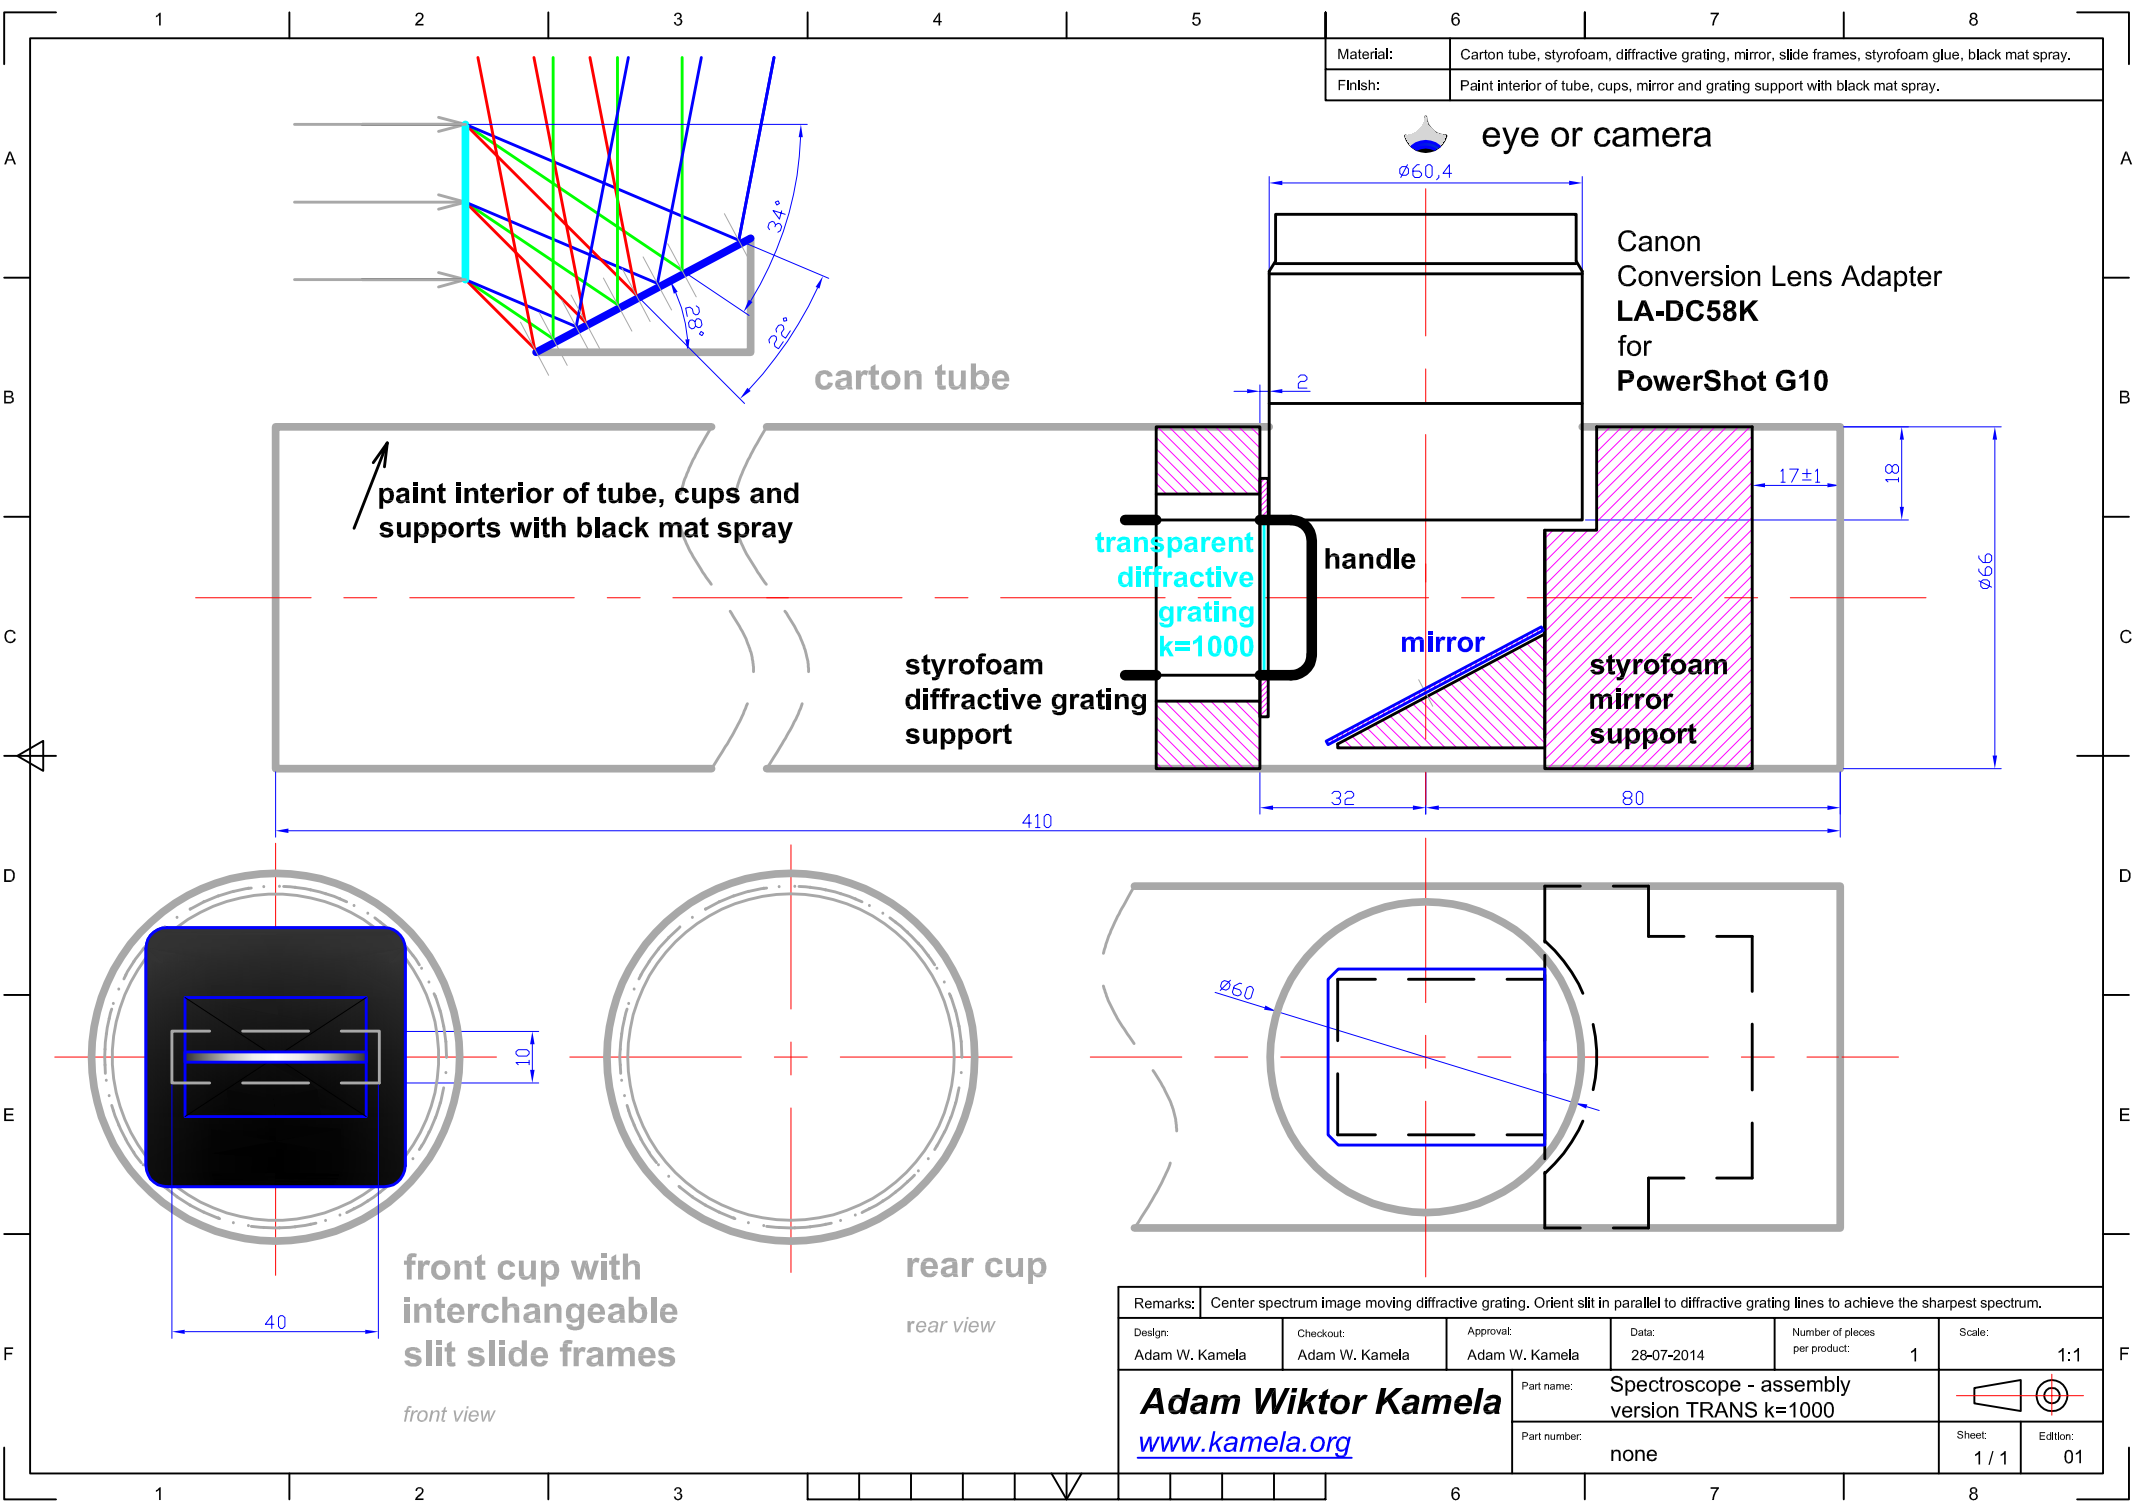 1 2 3 4 5 6 7 8
Material: Carton tube, styrofoam, diffractive grating, mirror, slide frames, styrofoam glue, black mat spray.
Finish: Paint interior of tube, cups, mirror and grating support with black mat spray.
A A
eye or camera
Ø60,4
34°
28°
22°
Canon
Conversion Lens Adapter
LA-DC58K
for
PowerShot G10
carton tube
2
B B
paint interior of tube, cups and
supports with black mat spray
17±1
18
Ø66
transparent
diffractive
grating
k=1000
handle
mirror
C C
styrofoam
diffractive grating
support
styrofoam
mirror
support
32
80
410
D D
Ø60
10
E E
40
front cup with
interchangeable
slit slide frames
front view
rear cup
rear view
Remarks: Center spectrum image moving diffractive grating. Orient slit in parallel to diffractive grating lines to achieve the sharpest spectrum.
Design:
Adam W. Kamela
Checkout:
Adam W. Kamela
Approval:
Adam W. Kamela
Data:
28-07-2014
Number of pieces
per product: 1
Scale:
1:1
F F
Adam Wiktor Kamela
www.kamela.org
Part name: Spectroscope - assembly
version TRANS k=1000
Part number: none
Sheet:
1 / 1
Edition:
01
1 2 3 6 7 8